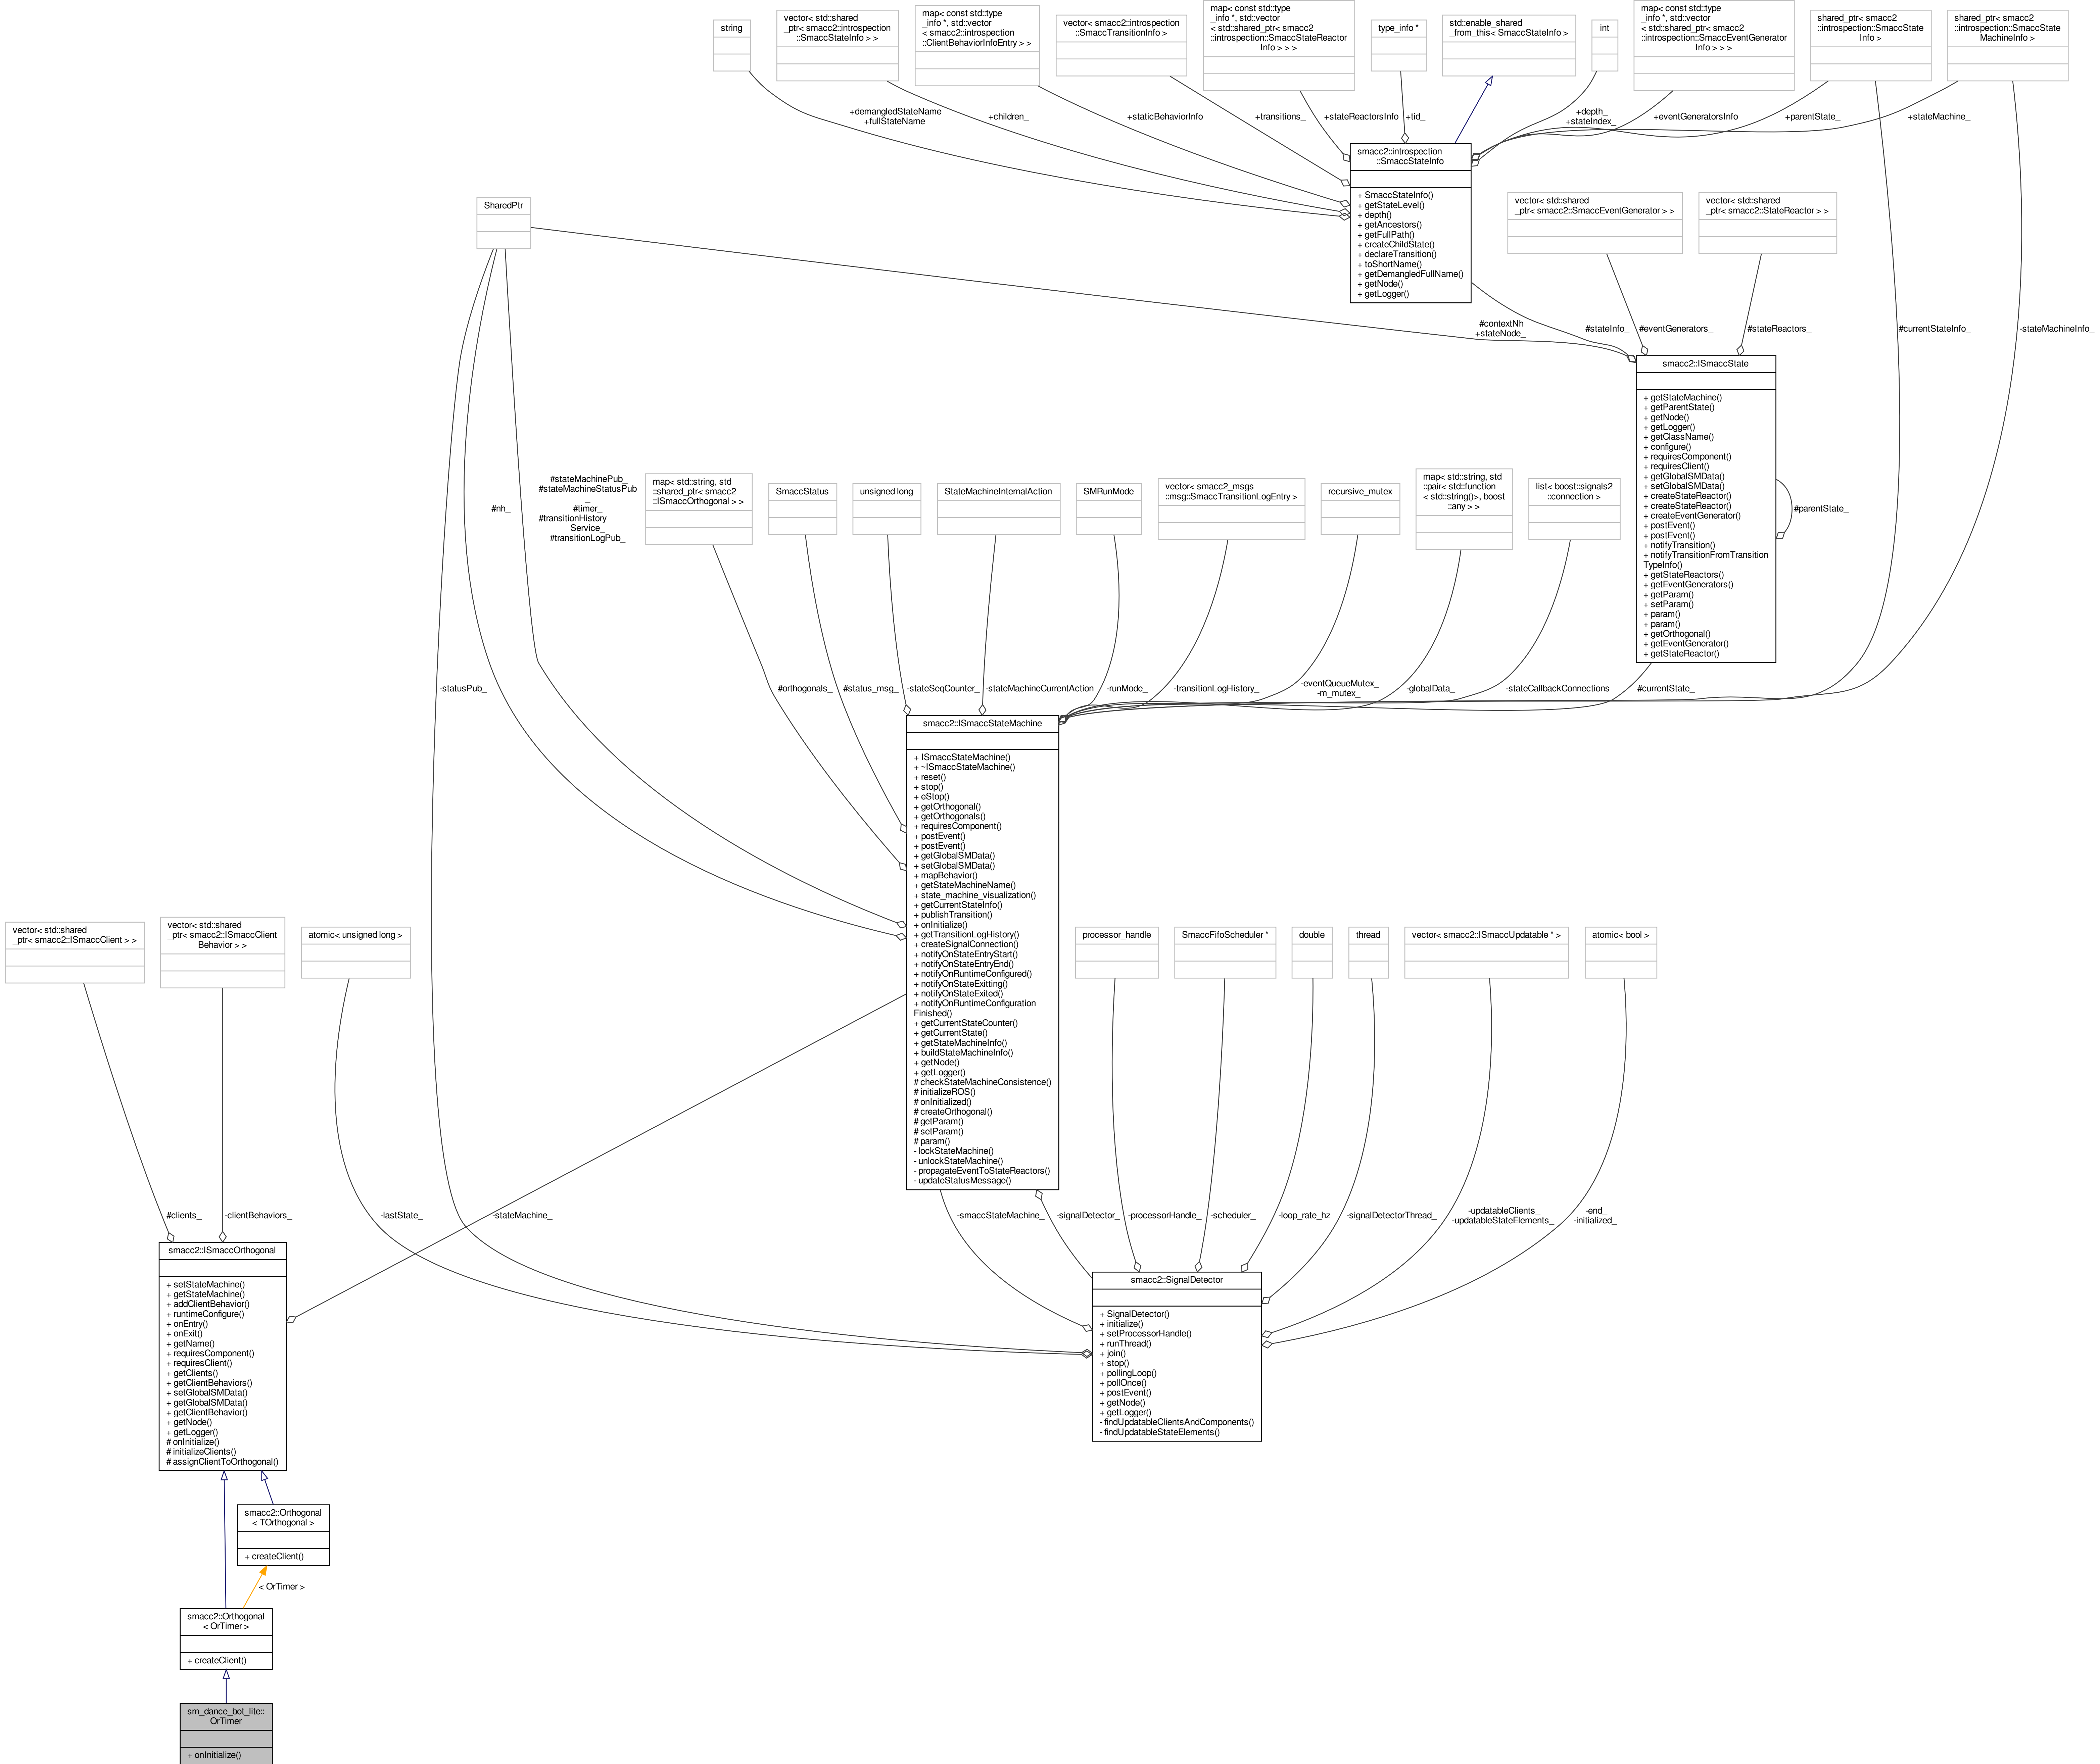 string
vector< std::shared
_ptr< smacc2::introspection
::SmaccStateInfo > >
map< const std::type
_info *, std::vector
< smacc2::introspection
::ClientBehaviorInfoEntry > >
vector< smacc2::introspection
::SmaccTransitionInfo >
map< const std::type
_info *, std::vector
< std::shared_ptr< smacc2
::introspection::SmaccStateReactor
Info > > >
type_info *
std::enable_shared
_from_this< SmaccStateInfo >
int
map< const std::type
_info *, std::vector
< std::shared_ptr< smacc2
::introspection::SmaccEventGenerator
Info > > >
shared_ptr< smacc2
::introspection::SmaccState
Info >
shared_ptr< smacc2
::introspection::SmaccState
MachineInfo >
+demangledStateName
+fullStateName
+children_
+staticBehaviorInfo
+transitions_
+stateReactorsInfo
+tid_
+depth_
+stateIndex_
+eventGeneratorsInfo
+parentState_
+stateMachine_
smacc2::introspection
::SmaccStateInfo
+ SmaccStateInfo()
+ getStateLevel()
+ depth()
+ getAncestors()
+ getFullPath()
+ createChildState()
+ declareTransition()
+ toShortName()
+ getDemangledFullName()
+ getNode()
+ getLogger()
SharedPtr
vector< std::shared
_ptr< smacc2::SmaccEventGenerator > >
vector< std::shared
_ptr< smacc2::StateReactor > >
#contextNh
+stateNode_
#stateInfo_
#eventGenerators_
#stateReactors_
#currentStateInfo_
-stateMachineInfo_
smacc2::ISmaccState
+ getStateMachine()
+ getParentState()
+ getNode()
+ getLogger()
+ getClassName()
+ configure()
+ requiresComponent()
+ requiresClient()
+ getGlobalSMData()
+ setGlobalSMData()
+ createStateReactor()
+ createStateReactor()
+ createEventGenerator()
+ postEvent()
+ postEvent()
+ notifyTransition()
+ notifyTransitionFromTransition
TypeInfo()
+ getStateReactors()
+ getEventGenerators()
+ getParam()
+ setParam()
+ param()
+ param()
+ getOrthogonal()
+ getEventGenerator()
+ getStateReactor()
#parentState_
#nh_
#stateMachinePub_
#stateMachineStatusPub
_
#timer_
#transitionHistory
Service_
#transitionLogPub_
map< std::string, std
::shared_ptr< smacc2
::ISmaccOrthogonal > >
SmaccStatus
unsigned long
StateMachineInternalAction
SMRunMode
vector< smacc2_msgs
::msg::SmaccTransitionLogEntry >
recursive_mutex
map< std::string, std
::pair< std::function
< std::string()>, boost
::any > >
list< boost::signals2
::connection >
-statusPub_
#orthogonals_
#status_msg_
-stateSeqCounter_
-stateMachineCurrentAction
-runMode_
-transitionLogHistory_
-eventQueueMutex_
-m_mutex_
-globalData_
-stateCallbackConnections
#currentState_
smacc2::ISmaccStateMachine
+ ISmaccStateMachine()
+ ~ISmaccStateMachine()
+ reset()
+ stop()
+ eStop()
+ getOrthogonal()
+ getOrthogonals()
+ requiresComponent()
+ postEvent()
+ postEvent()
+ getGlobalSMData()
+ setGlobalSMData()
+ mapBehavior()
+ getStateMachineName()
+ state_machine_visualization()
+ getCurrentStateInfo()
+ publishTransition()
+ onInitialize()
+ getTransitionLogHistory()
+ createSignalConnection()
+ notifyOnStateEntryStart()
+ notifyOnStateEntryEnd()
+ notifyOnRuntimeConfigured()
+ notifyOnStateExitting()
+ notifyOnStateExited()
+ notifyOnRuntimeConfiguration
Finished()
+ getCurrentStateCounter()
+ getCurrentState()
+ getStateMachineInfo()
+ buildStateMachineInfo()
+ getNode()
+ getLogger()
# checkStateMachineConsistence()
# initializeROS()
# onInitialized()
# createOrthogonal()
# getParam()
# setParam()
# param()
- lockStateMachine()
- unlockStateMachine()
- propagateEventToStateReactors()
- updateStatusMessage()
vector< std::shared
_ptr< smacc2::ISmaccClient > >
vector< std::shared
_ptr< smacc2::ISmaccClient
Behavior > >
atomic< unsigned long >
processor_handle
SmaccFifoScheduler *
double
thread
vector< smacc2::ISmaccUpdatable * >
atomic< bool >
#clients_
-clientBehaviors_
-lastState_
-stateMachine_
-smaccStateMachine_
-signalDetector_
-processorHandle_
-scheduler_
-loop_rate_hz
-signalDetectorThread_
-updatableClients_
-updatableStateElements_
-end_
-initialized_
smacc2::ISmaccOrthogonal
+ setStateMachine()
+ getStateMachine()
+ addClientBehavior()
+ runtimeConfigure()
+ onEntry()
+ onExit()
+ getName()
+ requiresComponent()
+ requiresClient()
+ getClients()
+ getClientBehaviors()
+ setGlobalSMData()
+ getGlobalSMData()
+ getClientBehavior()
+ getNode()
+ getLogger()
# onInitialize()
# initializeClients()
# assignClientToOrthogonal()
smacc2::SignalDetector
+ SignalDetector()
+ initialize()
+ setProcessorHandle()
+ runThread()
+ join()
+ stop()
+ pollingLoop()
+ pollOnce()
+ postEvent()
+ getNode()
+ getLogger()
- findUpdatableClientsAndComponents()
- findUpdatableStateElements()
smacc2::Orthogonal
< TOrthogonal >
+ createClient()
< OrTimer >
smacc2::Orthogonal
< OrTimer >
+ createClient()
sm_dance_bot_lite::
OrTimer
+ onInitialize()